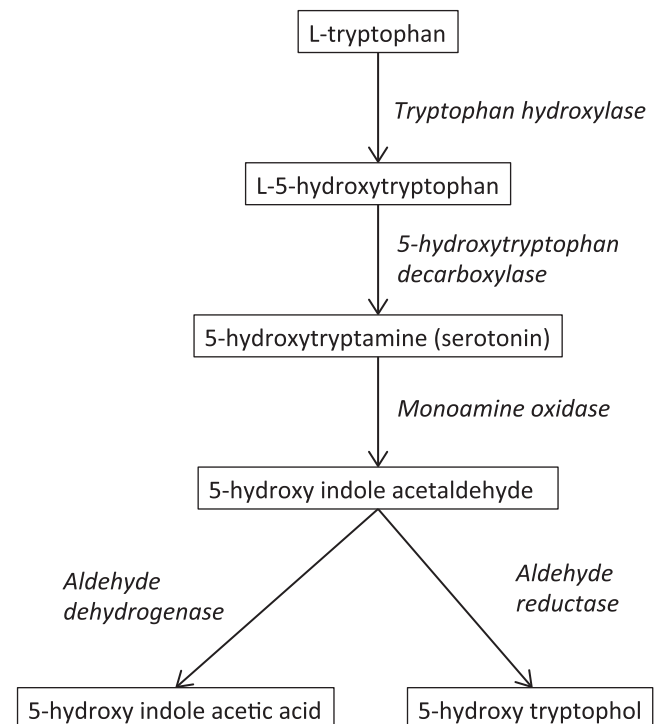 L-tryptophan
Tryptophan hydroxylase
L-5-hydroxytryptophan
5-hydroxytryptophan
decarboxylase
5-hydroxytryptamine (serotonin)
Monoamine oxidase
5-hydroxy indole acetaldehyde
Aldehyde
dehydrogenase
Aldehyde
reductase
5-hydroxy indole acetic acid
5-hydroxy tryptophol